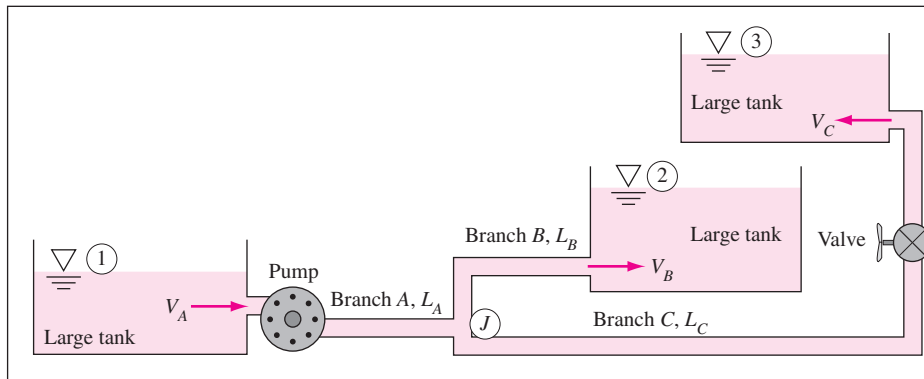 3
Large tank
V_C
2
Branch B, L_B
Large tank
Valve
V_B
1
Pump
V_A
Branch A, L_A
J
Branch C, L_C
Large tank